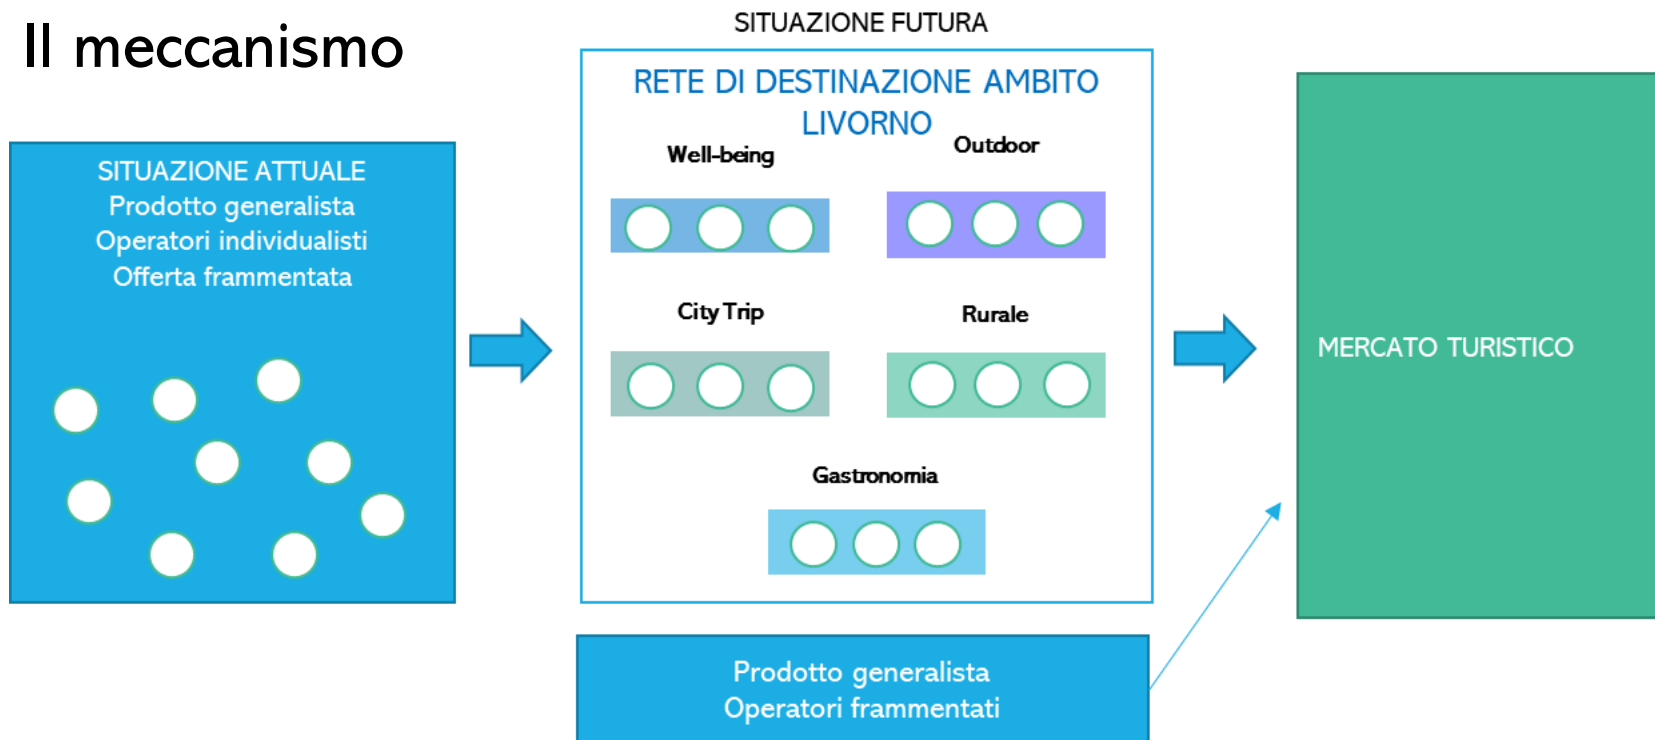 Il meccanismo
SITUAZIONE ATTUALE
Prodotto generalista
Operatori individualisti
Offerta frammentata
SITUAZIONE FUTURA
RETE DI DESTINAZIONE AMBITO
LIVORNO
Well-being
Outdoor
City Trip
Rurale
Gastronomia
Prodotto generalista
Operatori frammentati
MERCATO TURISTICO